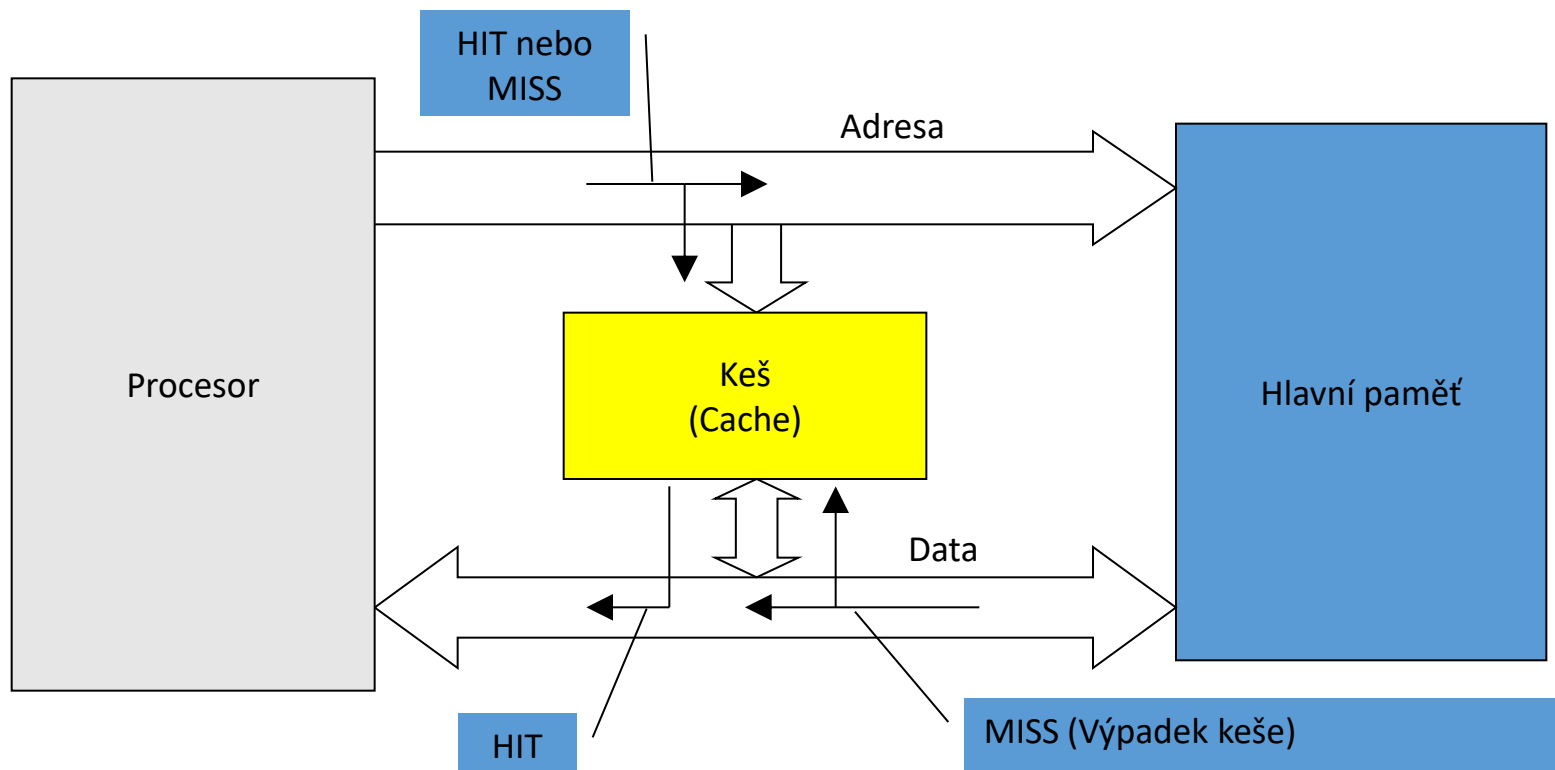 HIT nebo
MISS
Adresa
Procesor
Keš
(Cache)
Hlavní paměť
Data
HIT
MISS (Výpadek keše)